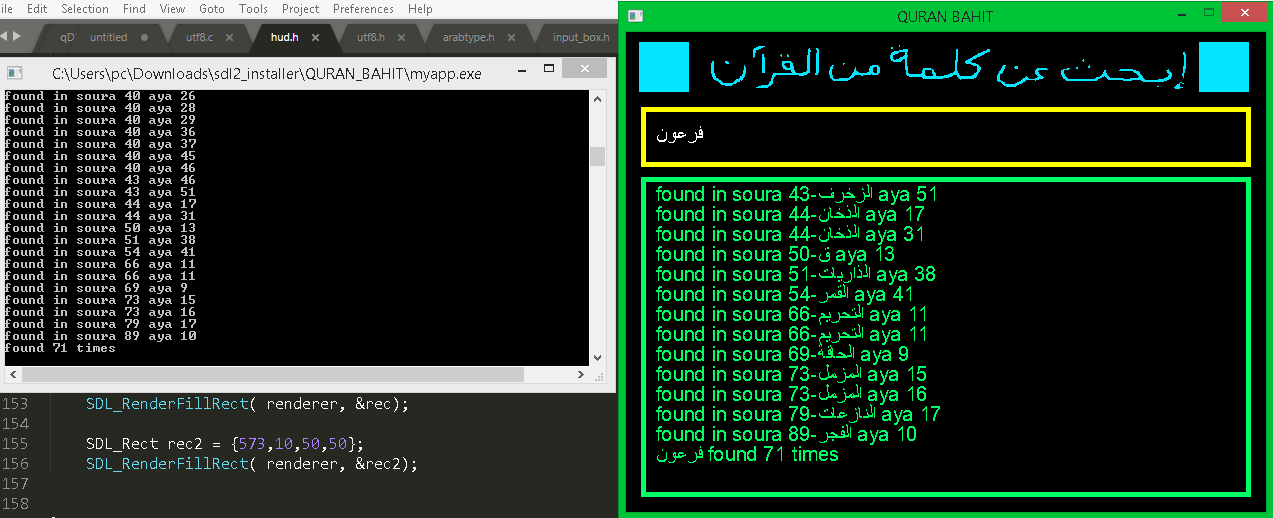 ile Edit Selection Find View Goto Tools Project Preferences Help
qD untitled utf8.c hud.h utf8.h arabtype.h input_box.h
C:\Users\pc\Downloads\sdl2_installer\QURAN_BAHIT\myapp.exe
found in soura 40 aya 26
found in soura 40 aya 28
found in soura 40 aya 29
found in soura 40 aya 36
found in soura 40 aya 37
found in soura 40 aya 45
found in soura 40 aya 46
found in soura 43 aya 46
found in soura 43 aya 51
found in soura 44 aya 17
found in soura 44 aya 31
found in soura 50 aya 13
found in soura 51 aya 38
found in soura 54 aya 41
found in soura 66 aya 11
found in soura 66 aya 11
found in soura 69 aya 9
found in soura 73 aya 15
found in soura 73 aya 16
found in soura 79 aya 17
found in soura 89 aya 10
found 71 times
153 SDL_RenderFillRect( renderer, &rec);
154
155 SDL_Rect rec2 = {573,10,50,50};
156 SDL_RenderFillRect( renderer, &rec2);
157
158
QURAN BAHIT
إبحث عن كلمة من القرآن
فرعون
found in soura 43-الزخرف aya 51
found in soura 44-الدخان aya 17
found in soura 44-الدخان aya 31
found in soura 50-ق aya 13
found in soura 51-الذاريات aya 38
found in soura 54-القمر aya 41
found in soura 66-التحريم aya 11
found in soura 66-التحريم aya 11
found in soura 69-الحاقة aya 9
found in soura 73-المزمل aya 15
found in soura 73-المزمل aya 16
found in soura 79-النازعات aya 17
found in soura 89-الفجر aya 10
فرعون found 71 times